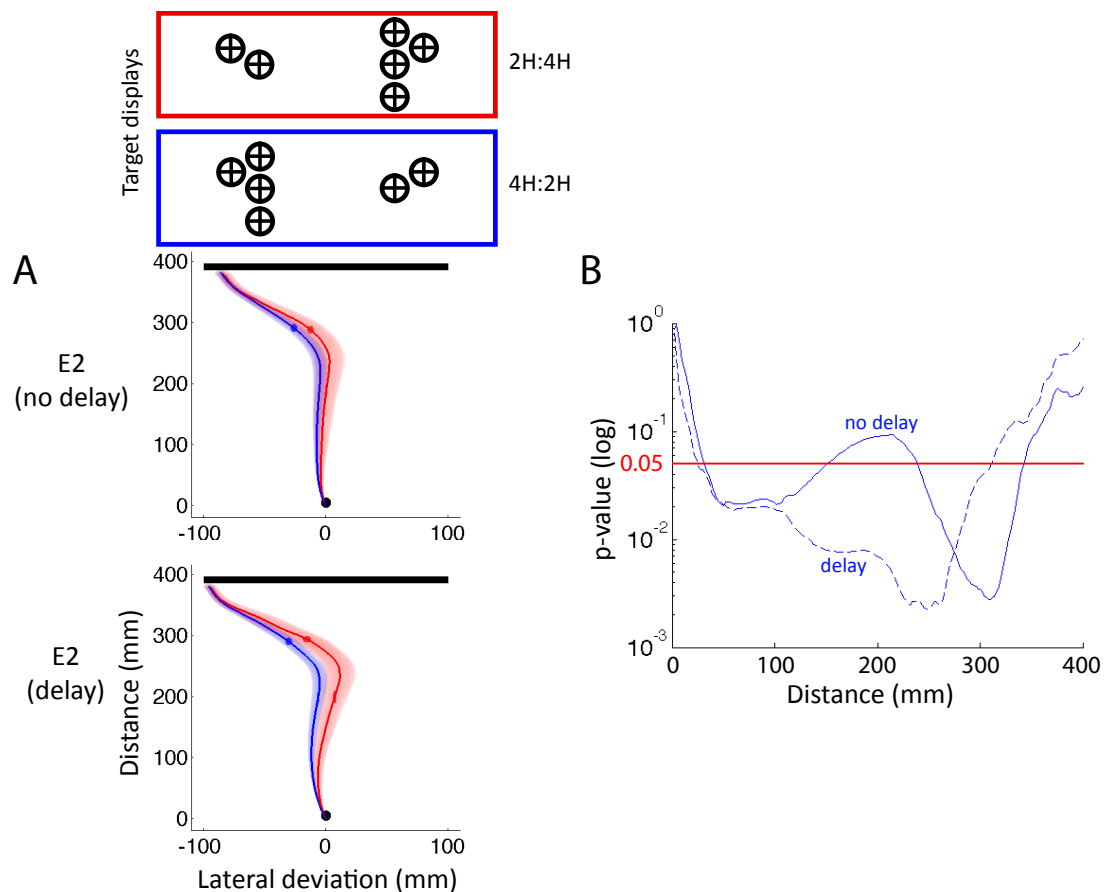 Target displays
2H:4H
4H:2H
A
E2
(no delay)
400
300
200
100
0
-100
0
100
E2
(delay)
Distance (mm)
400
300
200
100
0
-100
0
100
Lateral deviation (mm)
B
p-value (log)
10^0
10^-1
0.05
10^-2
10^-3
no delay
delay
0
100
200
300
400
Distance (mm)